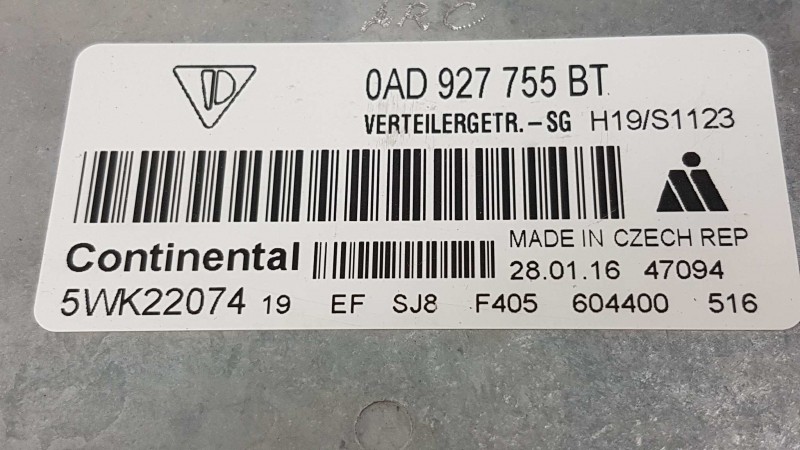 ARC
0AD 927 755 BT
VERTEILERGETR.-SG H19/S1123
MADE IN CZECH REP
Continental 28.01.16 47094
5WK22074 19 EF SJ8 F405 604400 516